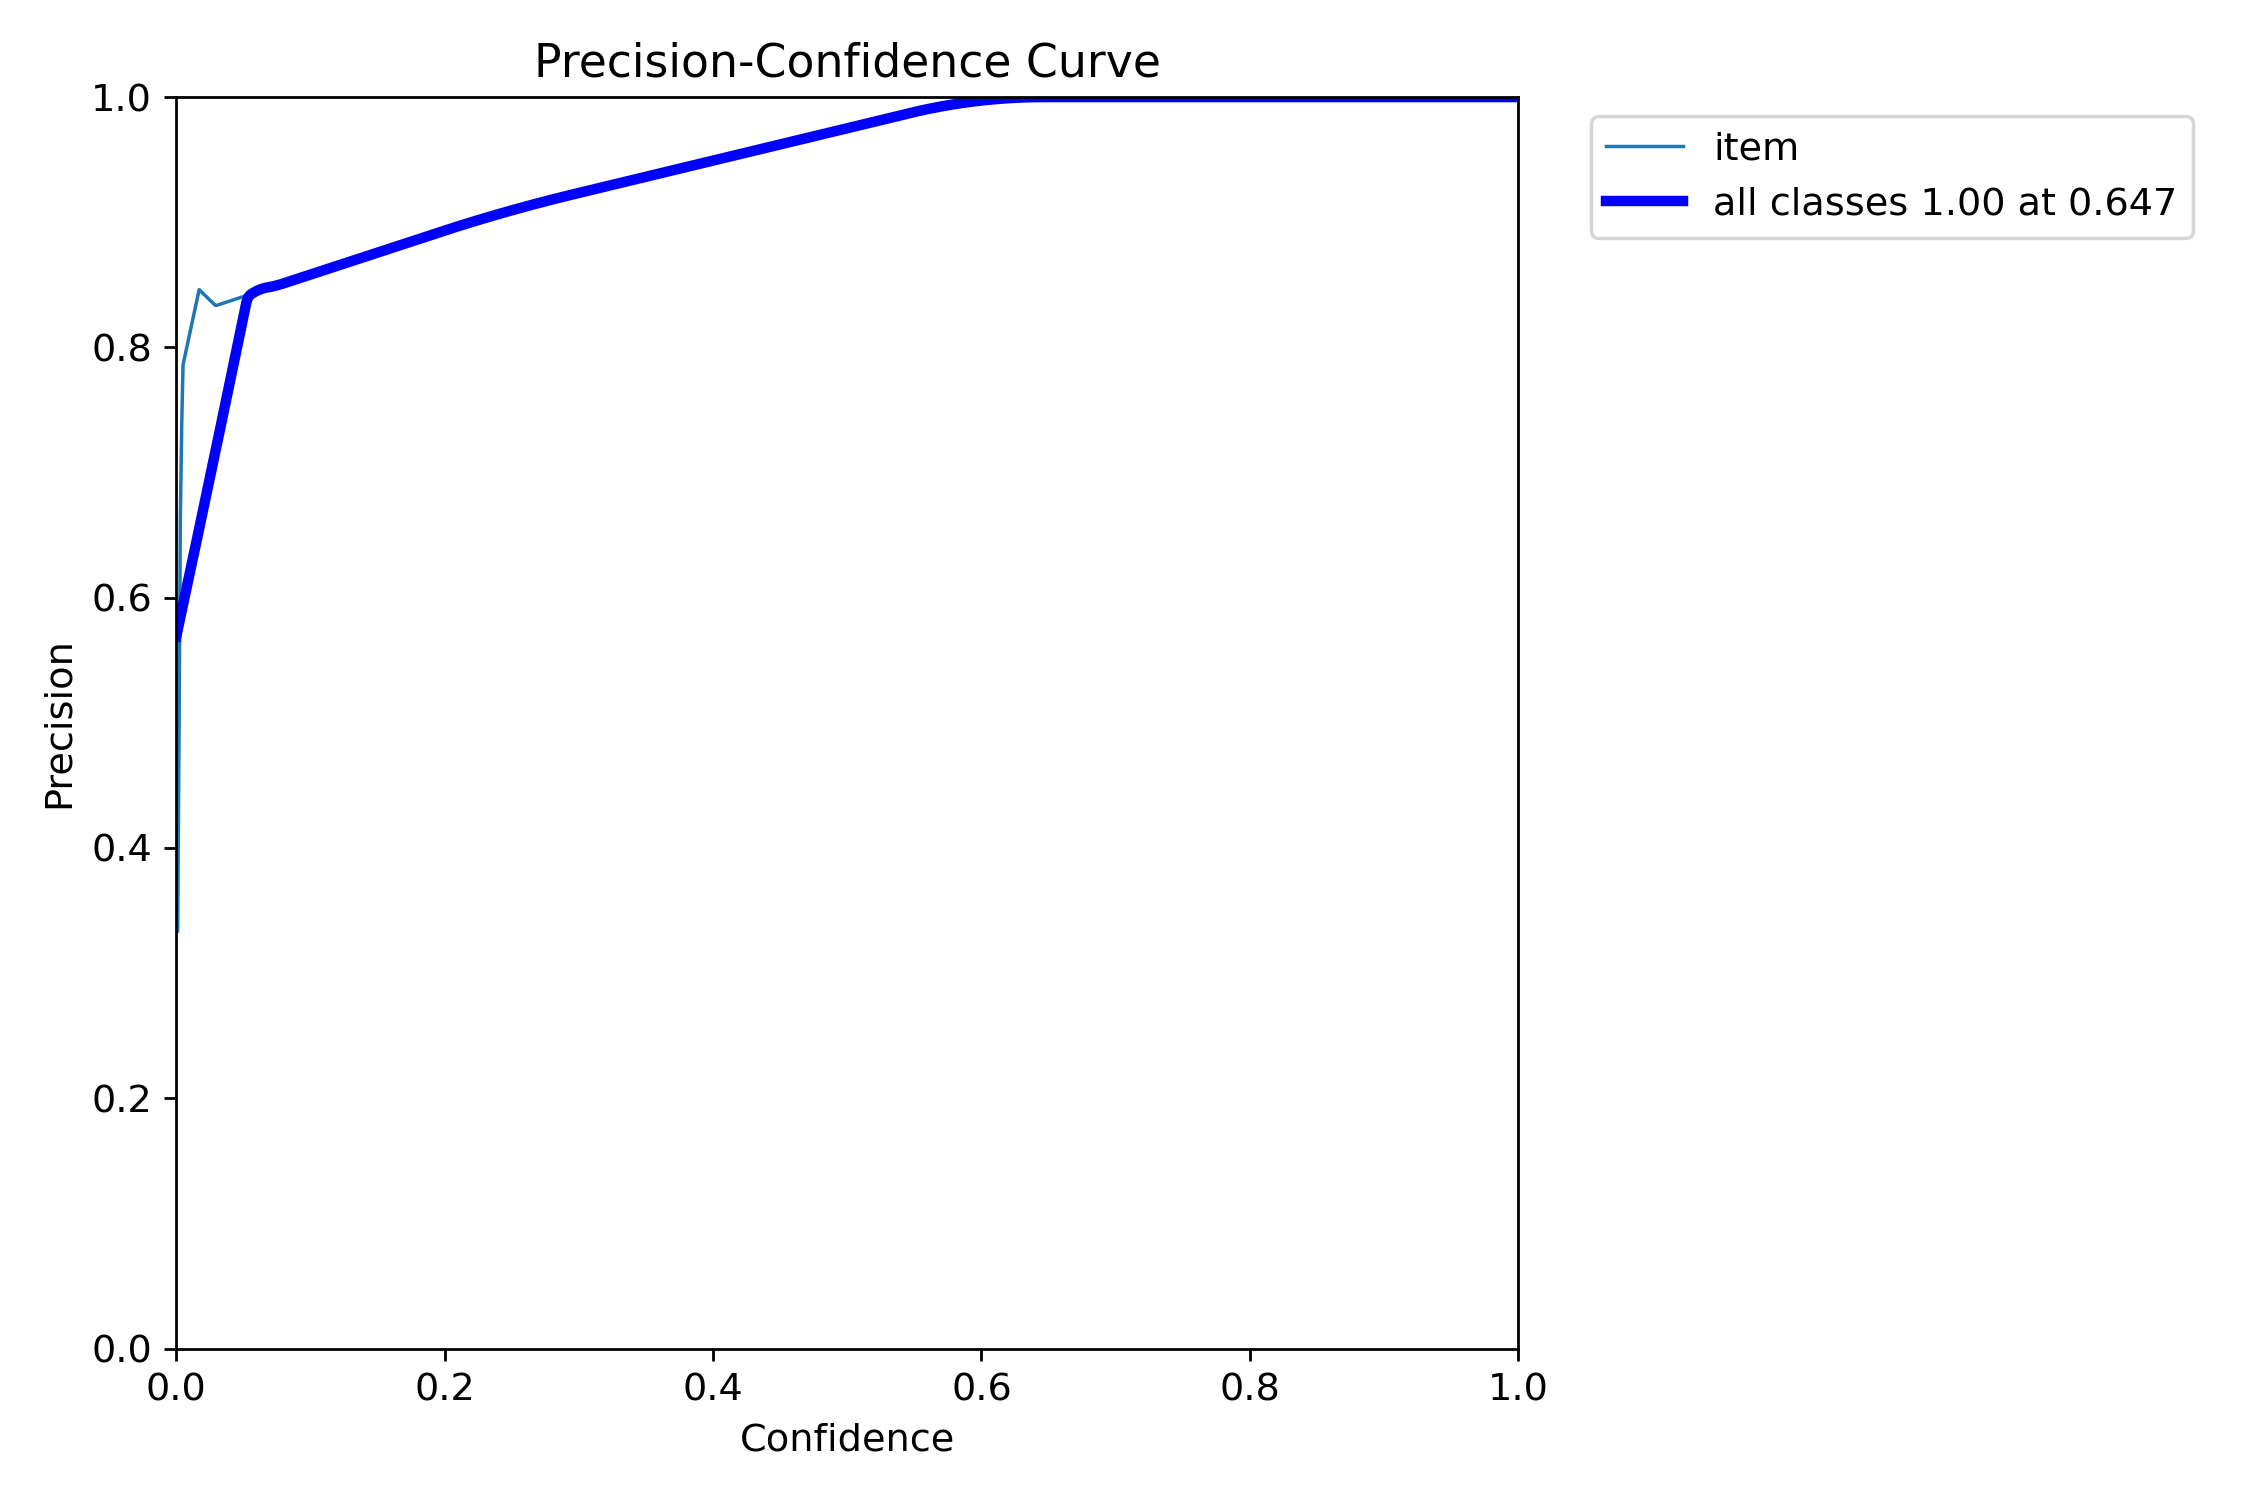 Precision-Confidence Curve
1.0
0.8
0.6
0.4
0.2
0.0
Precision
0.0 0.2 0.4 0.6 0.8 1.0
Confidence
item
all classes 1.00 at 0.647